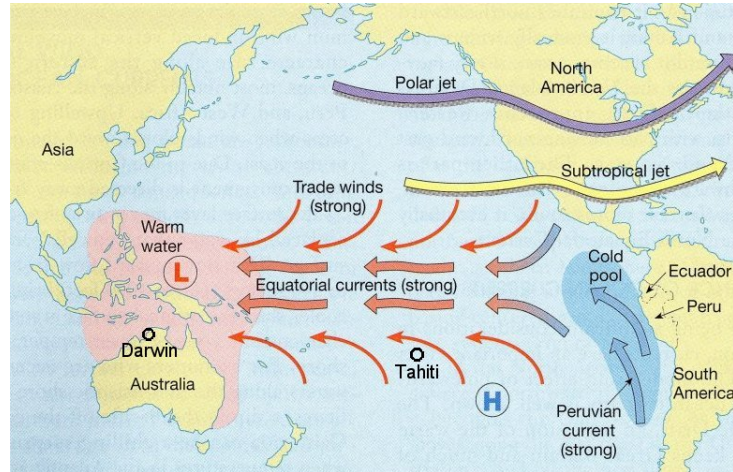 Polar jet
North
America
Asia
Subtropical jet
Trade winds
(strong)
Warm
water
L
Cold
pool
Ecuador
Equatorial currents (strong)
Peru
Darwin
Tahiti
Australia
H
South
America
Peruvian
current
(strong)